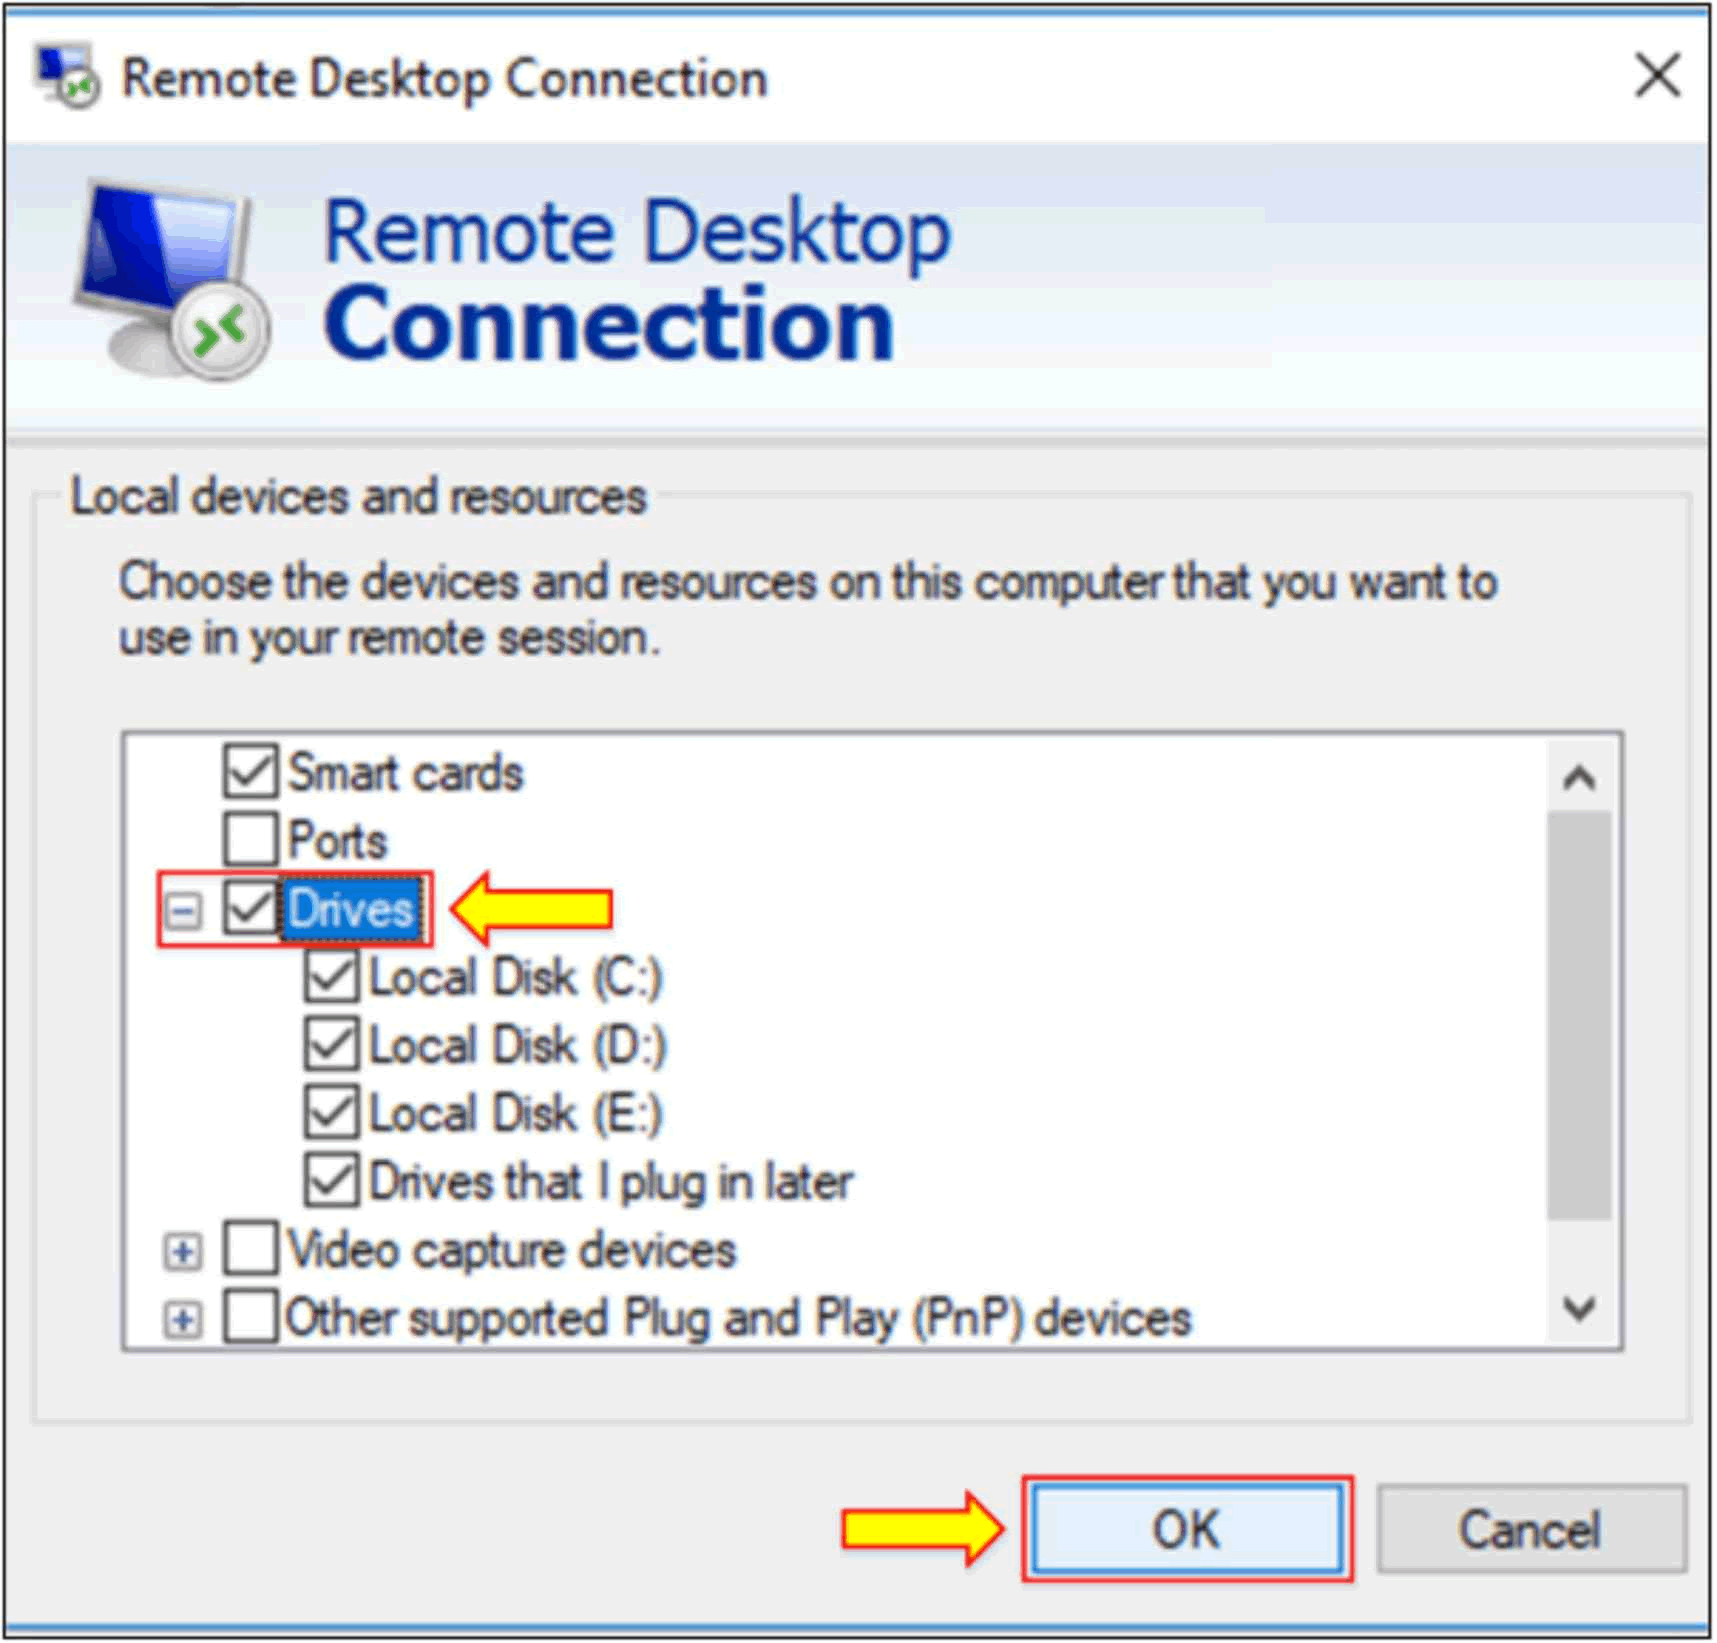 Remote Desktop Connection
Remote Desktop
Connection
Local devices and resources
Choose the devices and resources on this computer that you want to
use in your remote session.
Smart cards
Ports
Drives
Local Disk (C:)
Local Disk (D:)
Local Disk (E:)
Drives that I plug in later
Video capture devices
Other supported Plug and Play (PnP) devices
OK
Cancel